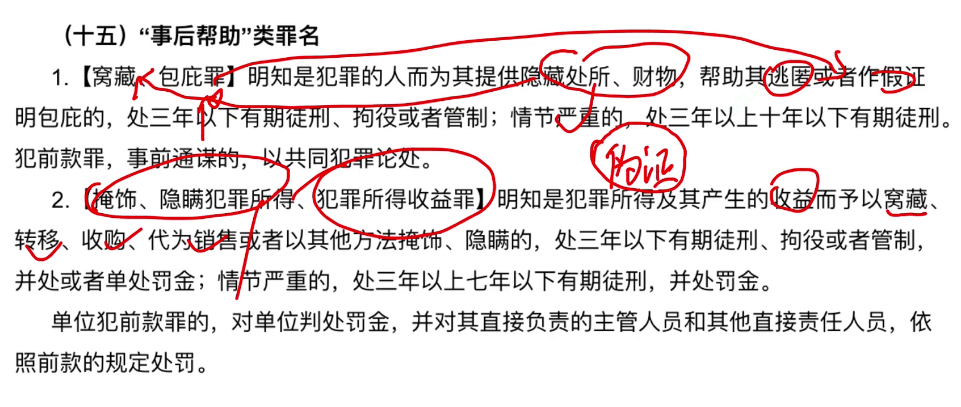 （十五）“事后帮助”类罪名
1.【窝藏、包庇罪】明知是犯罪的人而为其提供隐藏处所、财物，帮助其逃匿或者作假证
明包庇的，处三年以下有期徒刑、拘役或者管制；情节严重的，处三年以上十年以下有期徒刑。
伪证
犯前款罪，事前通谋的，以共同犯罪论处。
2.【掩饰、隐瞒犯罪所得、犯罪所得收益罪】明知是犯罪所得及其产生的收益而予以窝藏、
转移、收购、代为销售或者以其他方法掩饰、隐瞒的，处三年以下有期徒刑、拘役或者管制，
并处或者单处罚金；情节严重的，处三年以上七年以下有期徒刑，并处罚金。
单位犯前款罪的，对单位判处罚金，并对其直接负责的主管人员和其他直接责任人员，依
照前款的规定处罚。